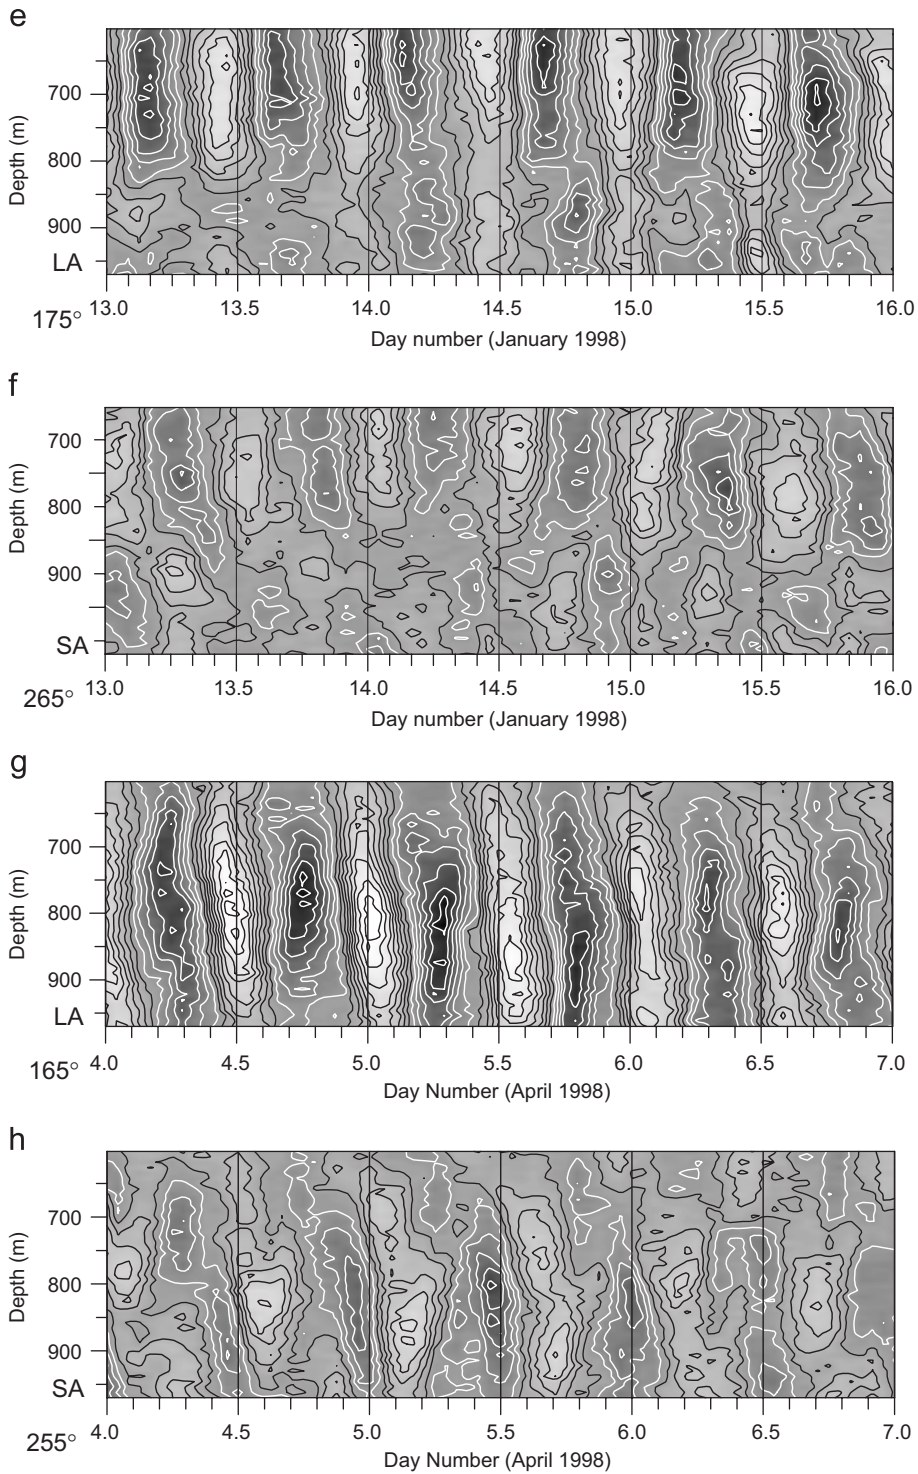 e
Depth (m)
700
800
900
LA
175°
13.0 13.5 14.0 14.5 15.0 15.5 16.0
Day number (January 1998)
f
Depth (m)
700
800
900
SA
265°
13.0 13.5 14.0 14.5 15.0 15.5 16.0
Day number (January 1998)
g
Depth (m)
700
800
900
LA
165°
4.0 4.5 5.0 5.5 6.0 6.5 7.0
Day Number (April 1998)
h
Depth (m)
700
800
900
SA
255°
4.0 4.5 5.0 5.5 6.0 6.5 7.0
Day Number (April 1998)